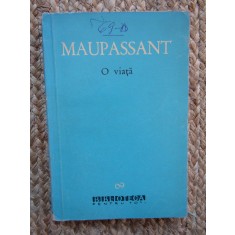 MAUPASSANT
O viață
BIBLIOTECA
PENTRU TOȚI